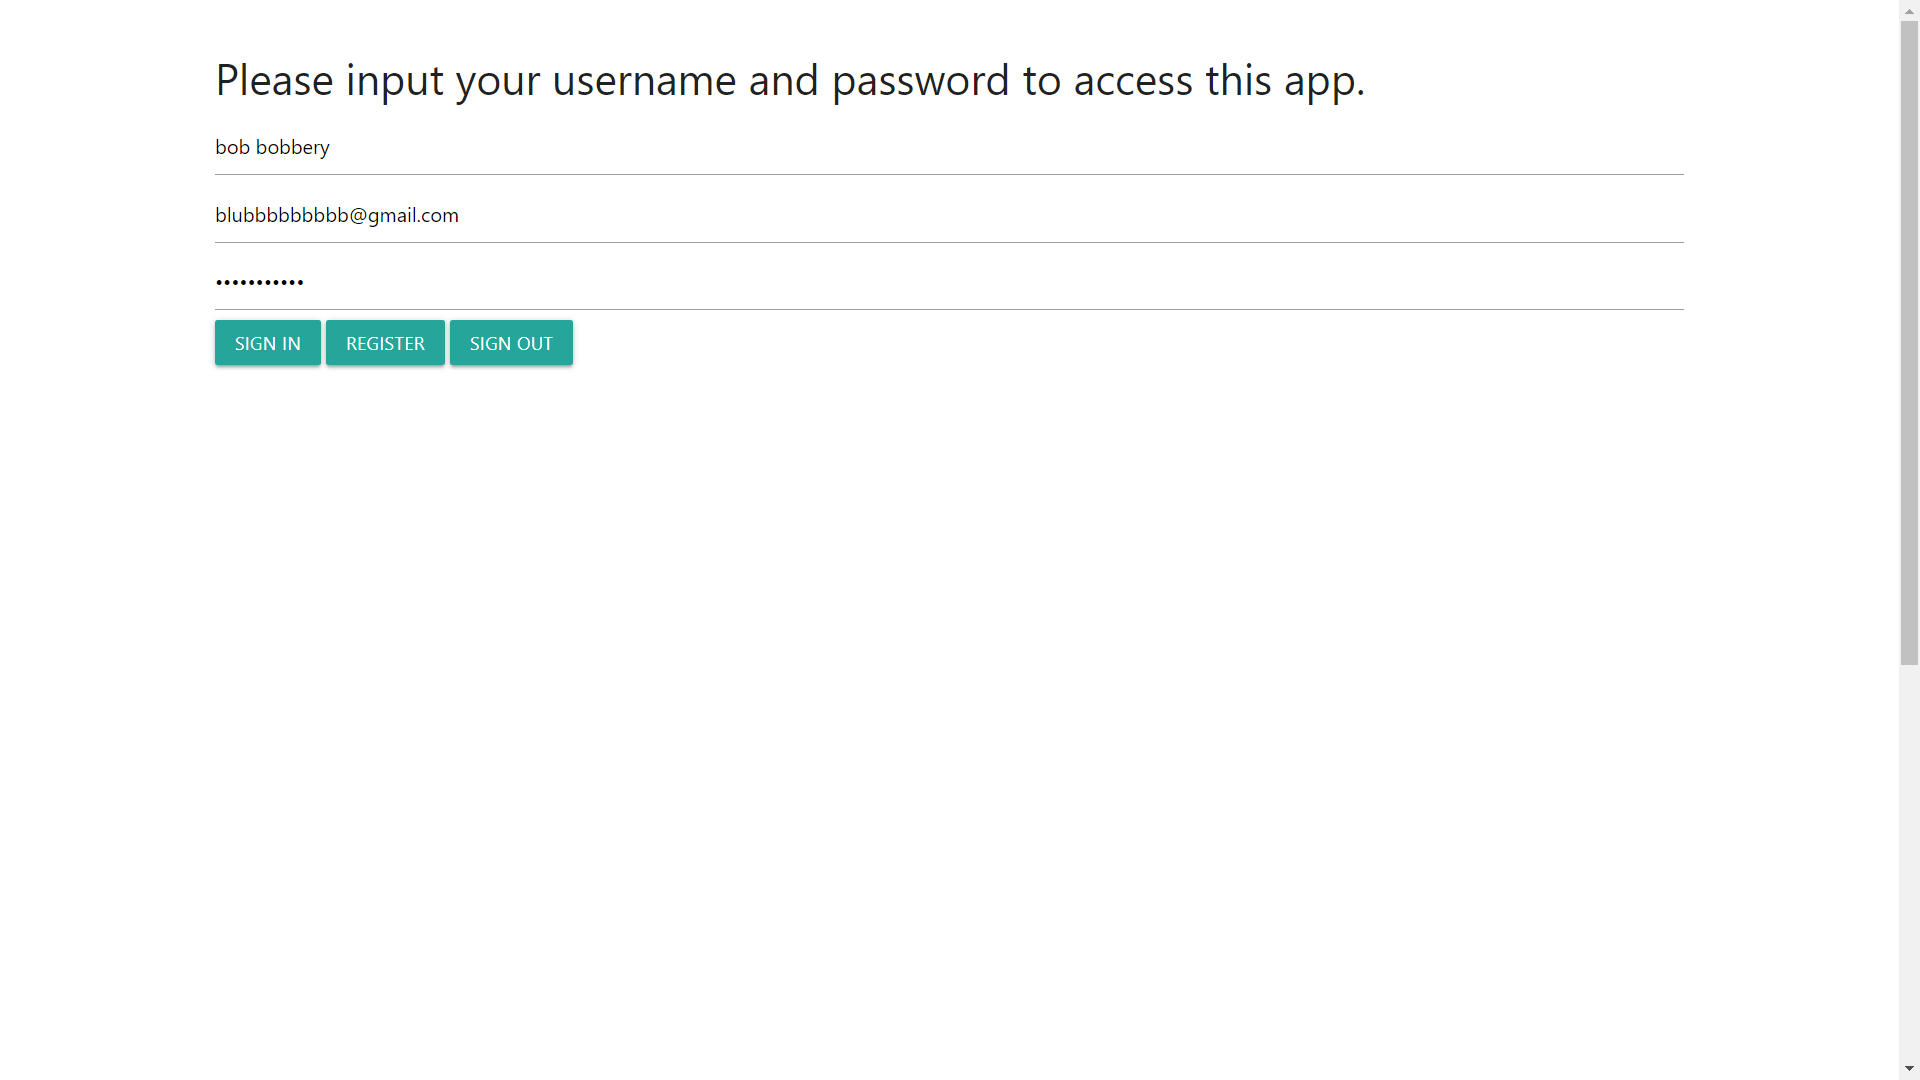 Please input your username and password to access this app.
bob bobbery
blubbbbbbbbb@gmail.com
•••••••••••
SIGN IN REGISTER SIGN OUT